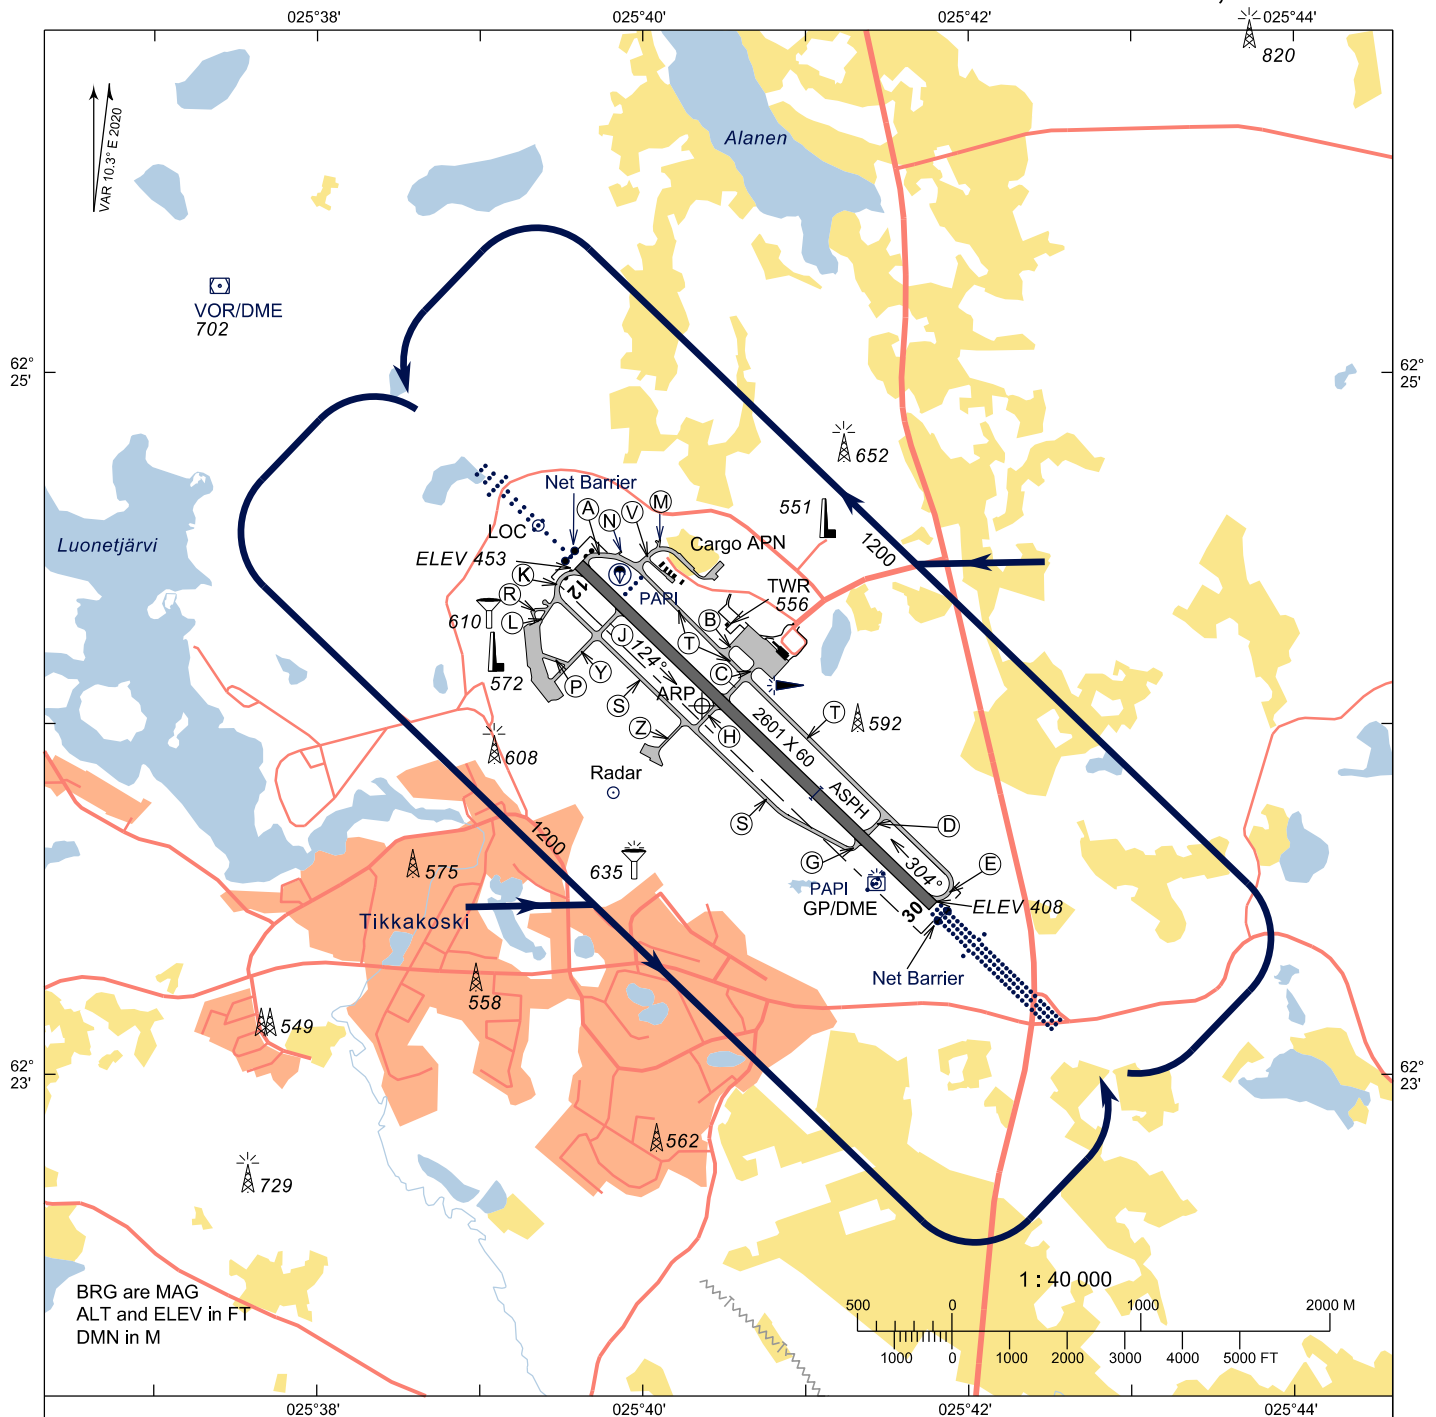 025°38'
025°40'
025°42'
025°44'
820
VAR 10.3° E 2020
Alanen
VOR/DME
702
62°
25'
62°
25'
652
551
Net Barrier
A
N
V
M
LOC
Cargo APN
1200
Luonetjärvi
ELEV 453
K
R
L
610
12
PAPI
TWR
556
B
T
C
J
124°
572
P
Y
S
ARP
Z
H
2601 X 60
T
592
608
Radar
ASPH
S
D
G
304°
E
1200
575
635
PAPI
GP/DME
30
ELEV 408
Tikkakoski
Net Barrier
558
549
62°
23'
62°
23'
562
729
BRG are MAG
ALT and ELEV in FT
DMN in M
1 : 40 000
500 0 1000 2000 M
1000 0 1000 2000 3000 4000 5000 FT
T
T
025°38'
025°40'
025°42'
025°44'